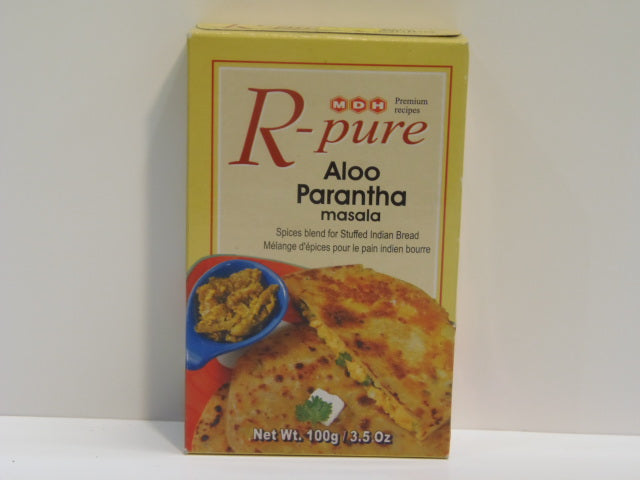 MDH Premium
recipes
R-pure
Aloo
Parantha
masala
Spices blend for Stuffed Indian Bread
Mélange d'épices pour le pain indien bourre
Net Wt. 100g / 3.5 Oz